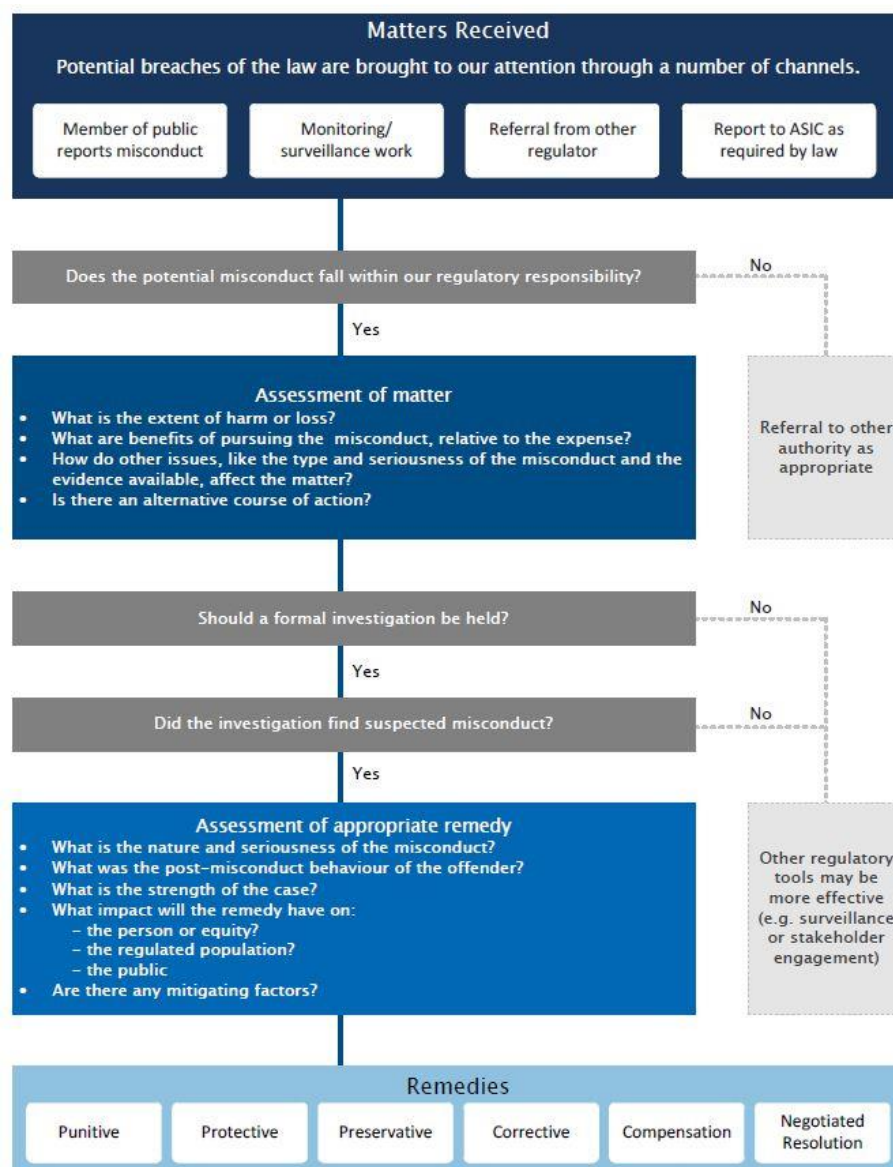 Matters Received
Potential breaches of the law are brought to our attention through a number of channels.
Member of public
reports misconduct
Monitoring/
surveillance work
Referral from other
regulator
Report to ASIC as
required by law
Does the potential misconduct fall within our regulatory responsibility?
No
Yes
Assessment of matter
• What is the extent of harm or loss?
• What are benefits of pursuing the misconduct, relative to the expense?
• How do other issues, like the type and seriousness of the misconduct and the
evidence available, affect the matter?
• Is there an alternative course of action?
Referral to other
authority as
appropriate
Should a formal investigation be held?
No
Yes
Did the investigation find suspected misconduct?
No
Yes
Assessment of appropriate remedy
• What is the nature and seriousness of the misconduct?
• What was the post-misconduct behaviour of the offender?
• What is the strength of the case?
• What impact will the remedy have on:
– the person or equity?
– the regulated population?
– the public
• Are there any mitigating factors?
Other regulatory
tools may be
more effective
(e.g. surveillance
or stakeholder
engagement)
Remedies
Punitive
Protective
Preservative
Corrective
Compensation
Negotiated
Resolution